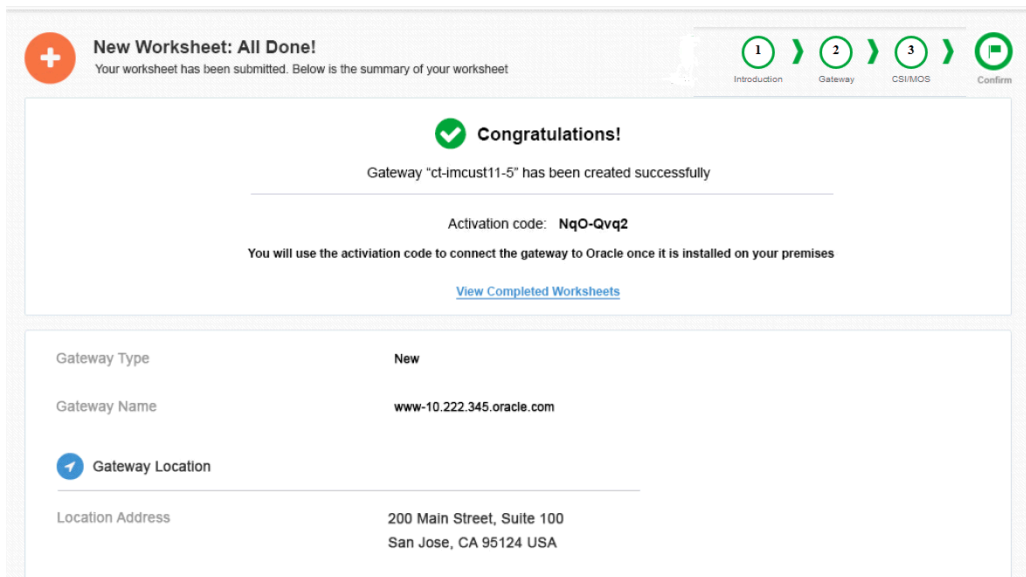 New Worksheet: All Done!
Your worksheet has been submitted. Below is the summary of your worksheet
1 2 3
Introduction Gateway CSI/MOS Confirm
Congratulations!
Gateway “ct-imcust11-5” has been created successfully
Activation code: NqO-Qvq2
You will use the activiation code to connect the gateway to Oracle once it is installed on your premises
View Completed Worksheets
Gateway Type New
Gateway Name www-10.222.345.oracle.com
Gateway Location
Location Address 200 Main Street, Suite 100
San Jose, CA 95124 USA